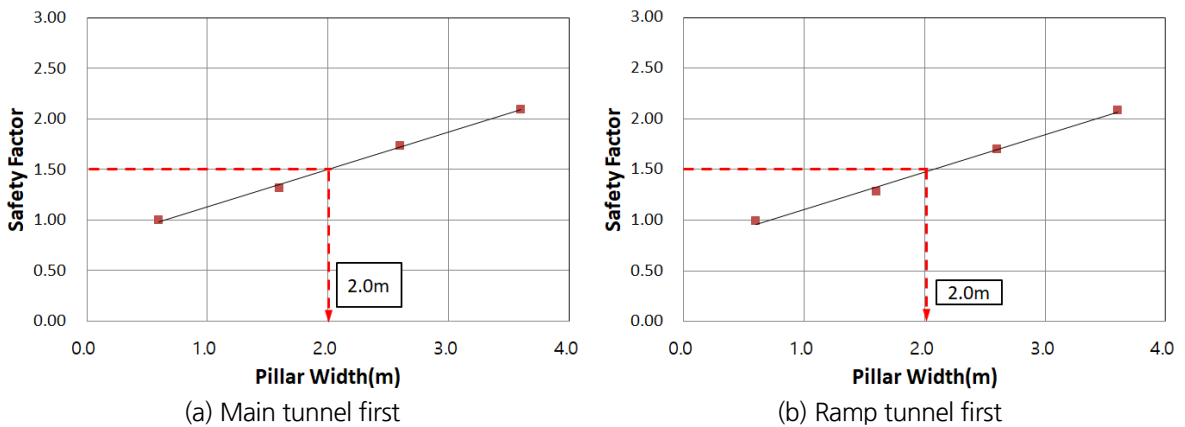 3.00
2.50
2.00
1.50
1.00
0.50
0.00
Safety Factor
2.0m
0.0 1.0 2.0 3.0 4.0
Pillar Width(m)
(a) Main tunnel first
3.00
2.50
2.00
1.50
1.00
0.50
0.00
Safety Factor
2.0m
0.0 1.0 2.0 3.0 4.0
Pillar Width(m)
(b) Ramp tunnel first